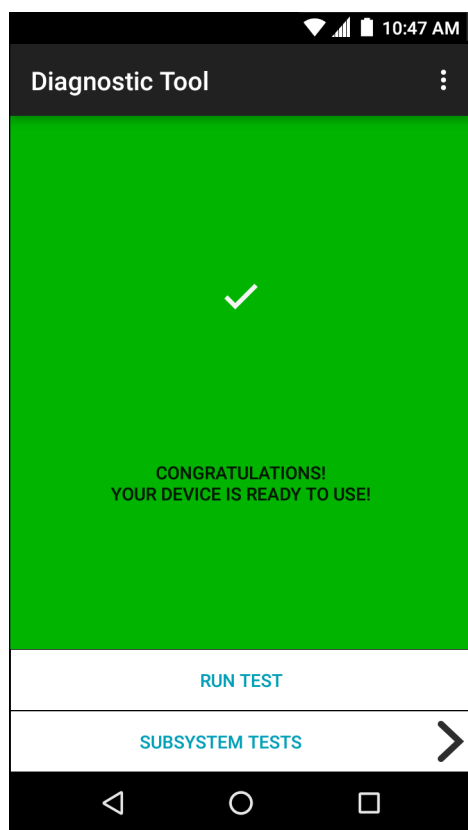 10:47 AM
Diagnostic Tool
CONGRATULATIONS!
YOUR DEVICE IS READY TO USE!
RUN TEST
SUBSYSTEM TESTS